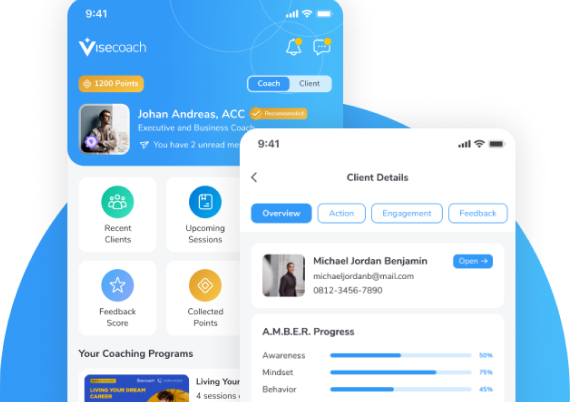 9:41
Visecoach
1200 Points
Coach
Client
Johan Andreas, ACC
Recommended
Executive and Business Coach
You have 2 unread me
Recent
Clients
Upcoming
Sessions
Feedback
Score
Collected
Points
Your Coaching Programs
LIVING YOUR DREAM
CAREER
Living Your
4 sessions
9:41
Client Details
Overview
Action
Engagement
Feedback
Michael Jordan Benjamin
Open →
michaeljordanb@mail.com
0812-3456-7890
A.M.B.E.R. Progress
Awareness
50%
Mindset
75%
Behavior
45%